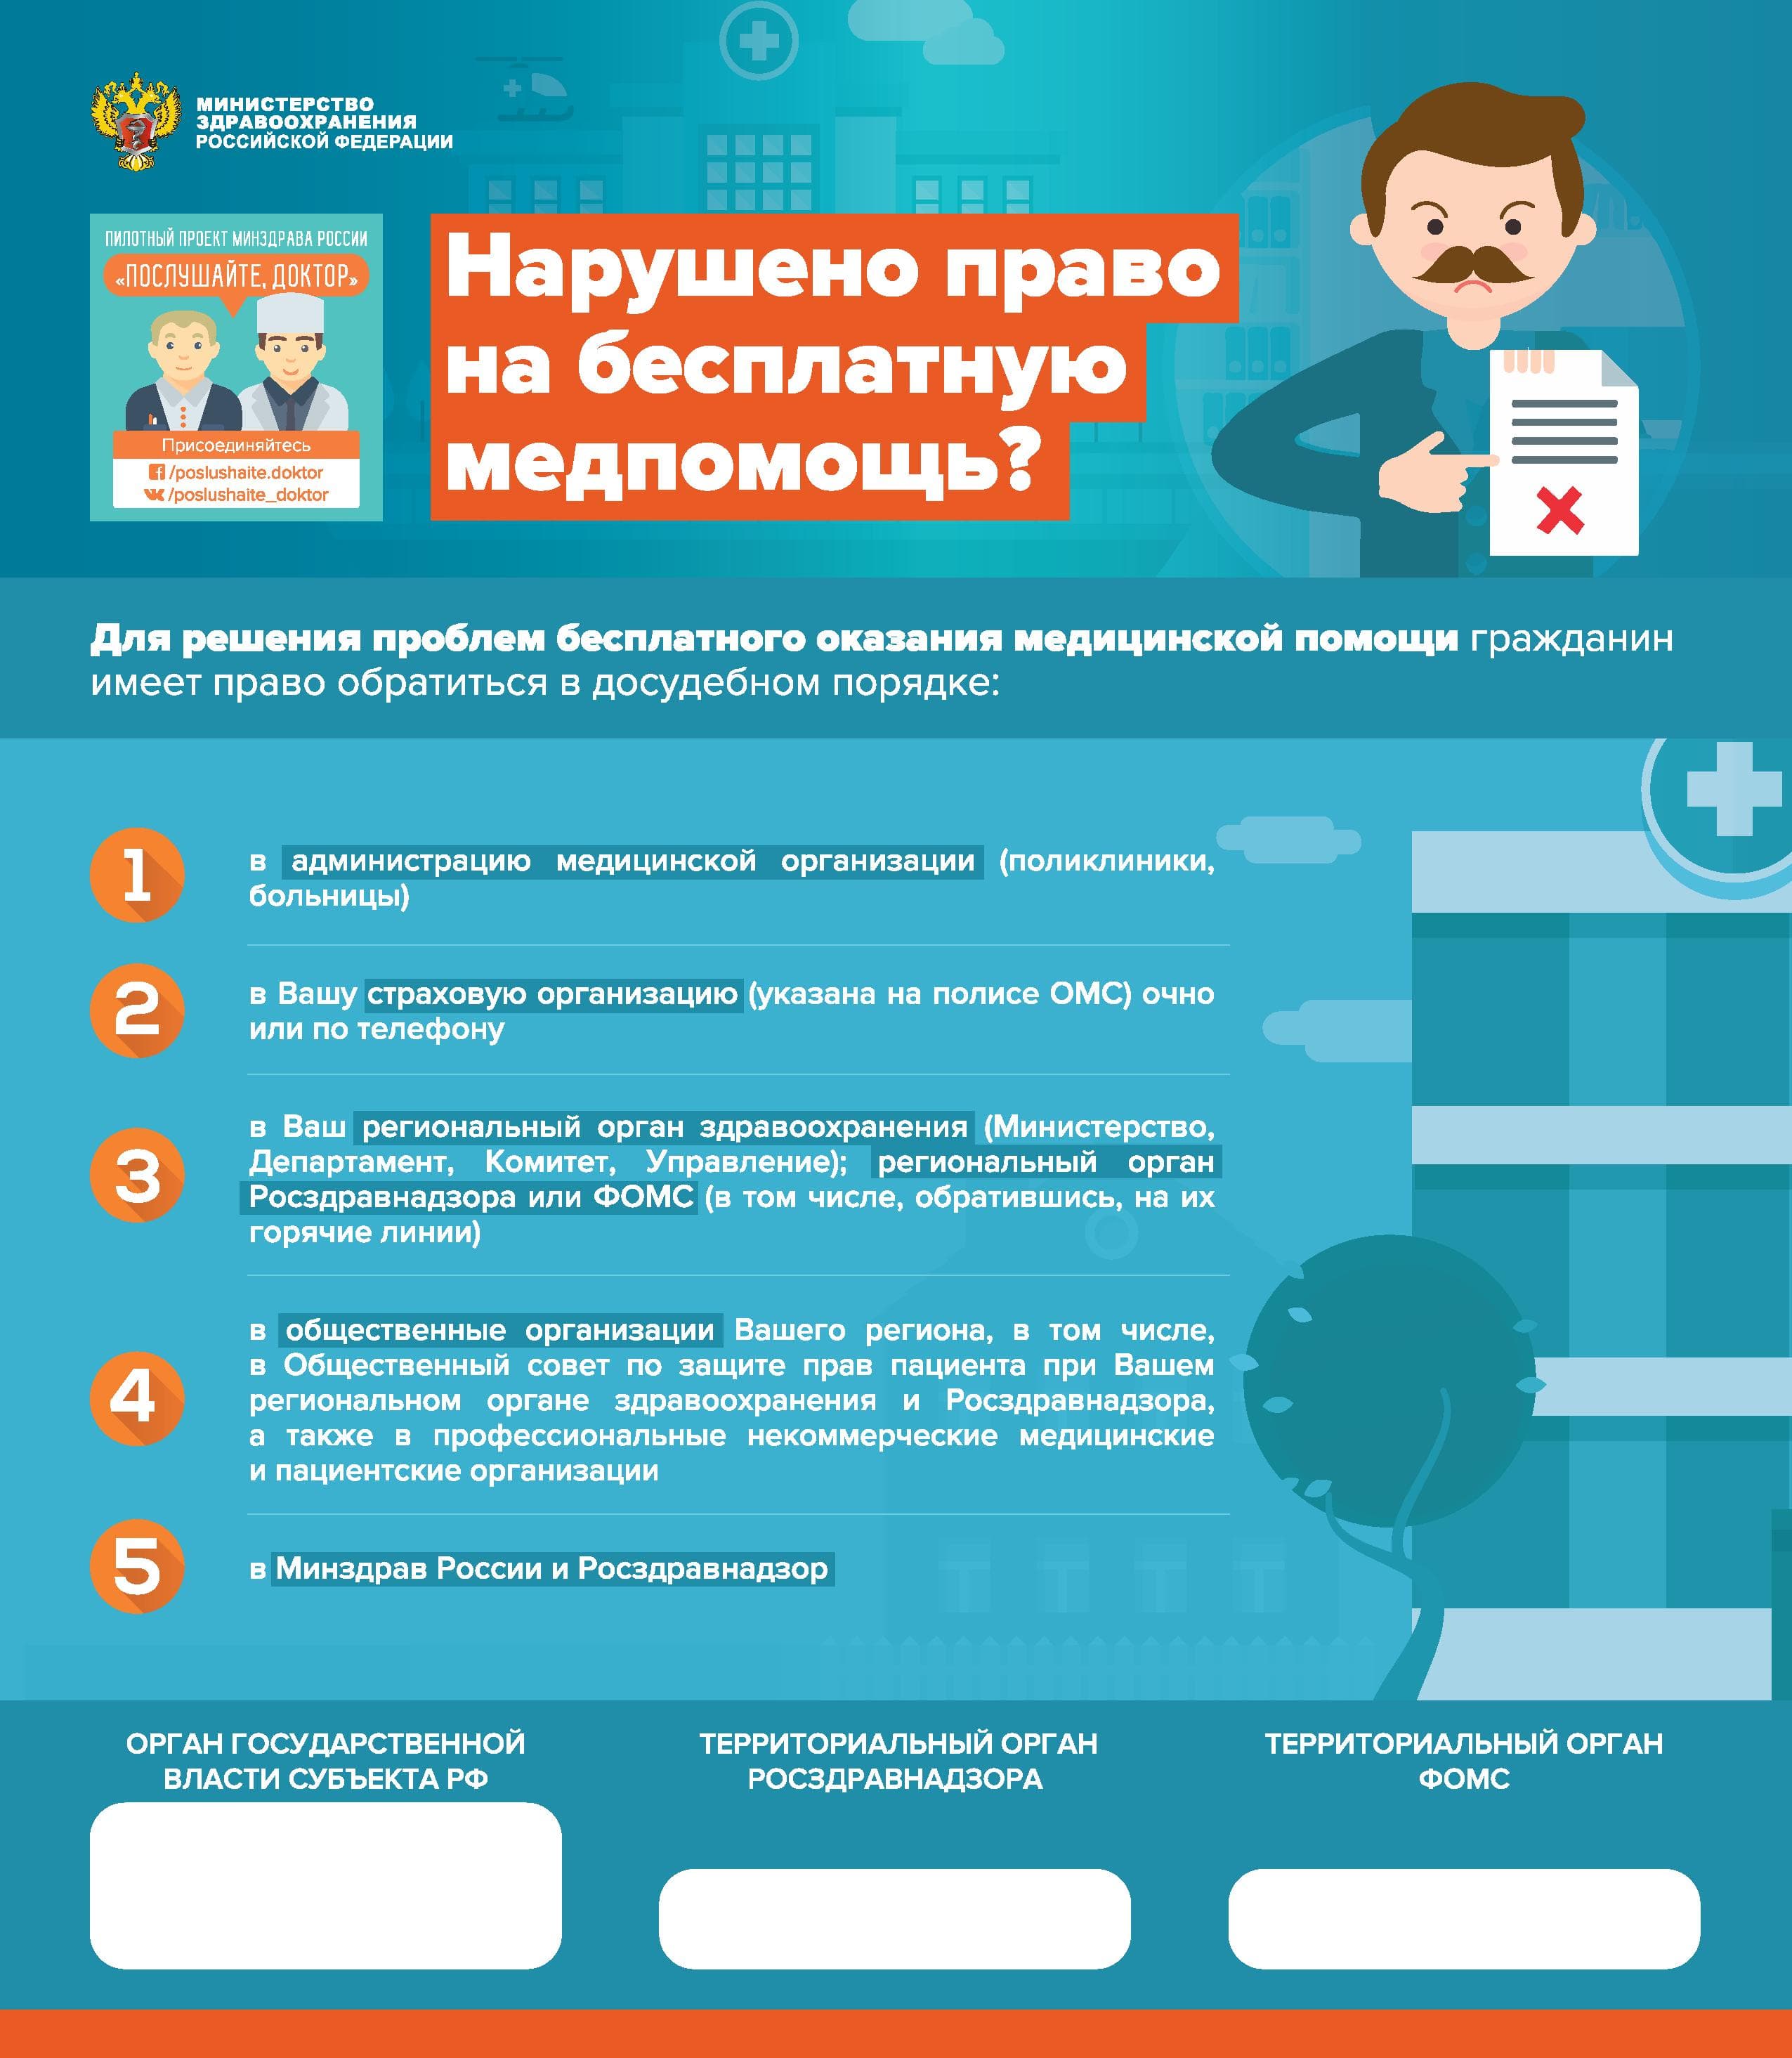 МИНИСТЕРСТВО
ЗДРАВООХРАНЕНИЯ
РОССИЙСКОЙ ФЕДЕРАЦИИ
ПИЛОТНЫЙ ПРОЕКТ МИНЗДРАВА РОССИИ
«ПОСЛУШАЙТЕ, ДОКТОР»
Присоединяйтесь
/poslushaite.doktor
/poslushaite_doktor
Нарушено право
на бесплатную
медпомощь?
Для решения проблем бесплатного оказания медицинской помощи гражданин
имеет право обратиться в досудебном порядке:
1
в администрацию медицинской организации (поликлиники,
больницы)
2
в Вашу страховую организацию (указана на полисе ОМС) очно
или по телефону
3
в Ваш региональный орган здравоохранения (Министерство,
Департамент, Комитет, Управление); региональный орган
Росздравнадзора или ФОМС (в том числе, обратившись, на их
горячие линии)
4
в общественные организации Вашего региона, в том числе,
в Общественный совет по защите прав пациента при Вашем
региональном органе здравоохранения и Росздравнадзора,
а также в профессиональные некоммерческие медицинские
и пациентские организации
5
в Минздрав России и Росздравнадзор
ОРГАН ГОСУДАРСТВЕННОЙ
ВЛАСТИ СУБЪЕКТА РФ
ТЕРРИТОРИАЛЬНЫЙ ОРГАН
РОСЗДРАВНАДЗОРА
ТЕРРИТОРИАЛЬНЫЙ ОРГАН
ФОМС